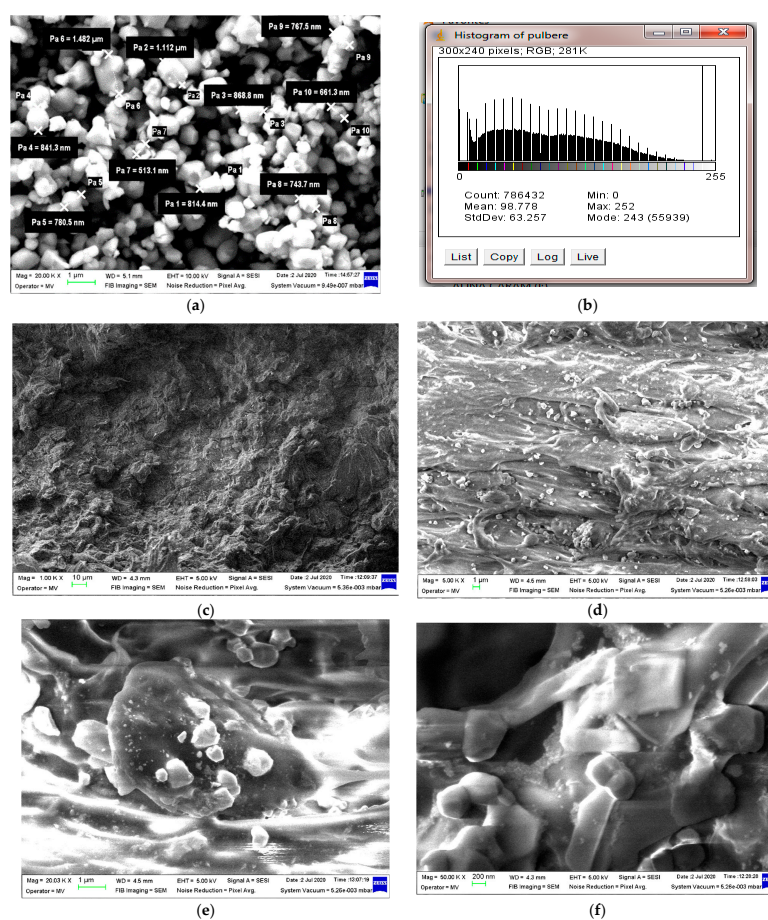 Pa 9 = 767.5 nm
Pa 6 = 1.482 µm
Pa 2 = 1.112 µm
Pa 9
Pa 3 = 868.8 nm
Pa 10 = 661.3 nm
Pa 4
Pa 2
Pa 6
Pa 3
Pa 7
Pa 10
Pa 4 = 841.3 nm
Pa 7 = 513.1 nm
Pa 1
Pa 5
Pa 8 = 743.7 nm
Pa 1 = 814.4 nm
Pa 5 = 780.5 nm
Pa 8
Mag = 20.00 K X 1 µm WD = 5.1 mm EHT = 10.00 kV Signal A = SESI Date :2 Jul 2020 Time :14:57:27
Operator = MV FIB Imaging = SEM Noise Reduction = Pixel Avg. System Vacuum = 9.49e-007 mbar
ZEISS
(a)
Histogram of pulbere
300x240 pixels; RGB; 281K
0 255
Count: 786432 Min: 0
Mean: 98.778 Max: 252
StdDev: 63.257 Mode: 243 (55939)
List Copy Log Live
(b)
Mag = 1.00 K X 10 µm WD = 4.3 mm EHT = 5.00 kV Signal A = SESI Date :2 Jul 2020 Time :12:09:37
Operator = MV FIB Imaging = SEM Noise Reduction = Pixel Avg. System Vacuum = 5.36e-003 mbar
ZEISS
(c)
Mag = 5.00 K X 1 µm WD = 4.5 mm EHT = 5.00 kV Signal A = SESI Date :2 Jul 2020 Time :12:58:03
Operator = MV FIB Imaging = SEM Noise Reduction = Pixel Avg. System Vacuum = 5.26e-003 mbar
ZEISS
(d)
Mag = 20.03 K X 1 µm WD = 4.5 mm EHT = 5.00 kV Signal A = SESI Date :2 Jul 2020 Time :13:07:19
Operator = MV FIB Imaging = SEM Noise Reduction = Pixel Avg. System Vacuum = 5.25e-003 mbar
ZEISS
(e)
Mag = 50.00 K X 200 nm WD = 4.3 mm EHT = 5.00 kV Signal A = SESI Date :2 Jul 2020 Time :12:20:20
Operator = MV FIB Imaging = SEM Noise Reduction = Pixel Avg. System Vacuum = 5.28e-003 mbar
ZEISS
(f)